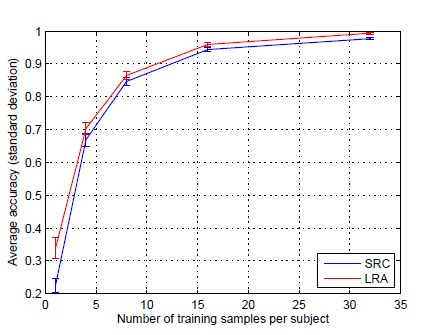 1
0.9
0.8
0.7
0.6
0.5
0.4
0.3
0.2
Average accuracy (standard deviation)
0 5 10 15 20 25 30 35
Number of training samples per subject
SRC
LRA